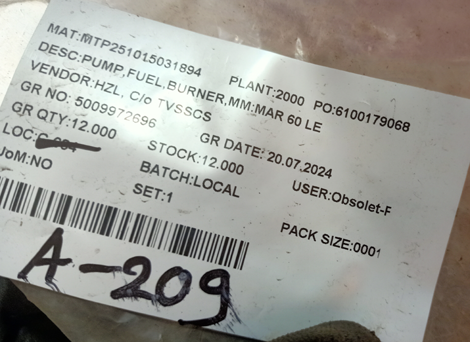 MAT:MTP251015031894 PLANT:2000 PO:6100179068
DESC:PUMP,FUEL,BURNER,MM:MAR 60 LE
VENDOR:HZL, C/o TVSSCS
GR NO: 5009972696 GR DATE: 20.07.2024
GR QTY:12.000 STOCK:12.000 USER:Obsolet-F
LOC:
UoM:NO BATCH:LOCAL
SET:1 PACK SIZE:0001
A-209